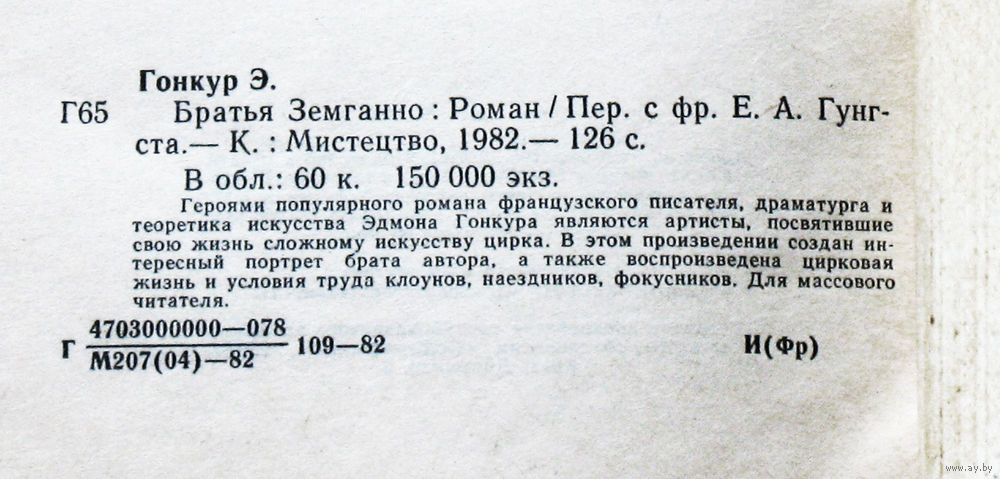 Гонкур Э.
Г65 Братья Земганно : Роман / Пер. с фр. Е. А. Гунг-
ста.— К. : Мистецтво, 1982.— 126 с.
В обл.: 60 к. 150 000 экз.
Героями популярного романа французского писателя, драматурга и
теоретика искусства Эдмона Гонкура являются артисты, посвятившие
свою жизнь сложному искусству цирка. В этом произведении создан ин-
тересный портрет брата автора, а также воспроизведена цирковая
жизнь и условия труда клоунов, наездников, фокусников. Для массового
читателя.
4703000000—078
Г 109—82 И(Фр)
М207(04)—82
www.ay.by